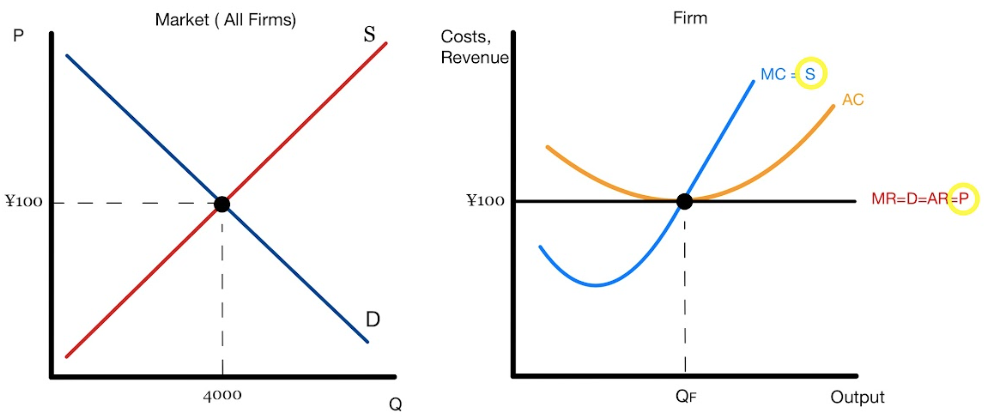 Market ( All Firms)
P
S
¥100
D
4000
Q
Firm
Costs,
Revenue
MC = S
AC
¥100
MR=D=AR=P
QF
Output